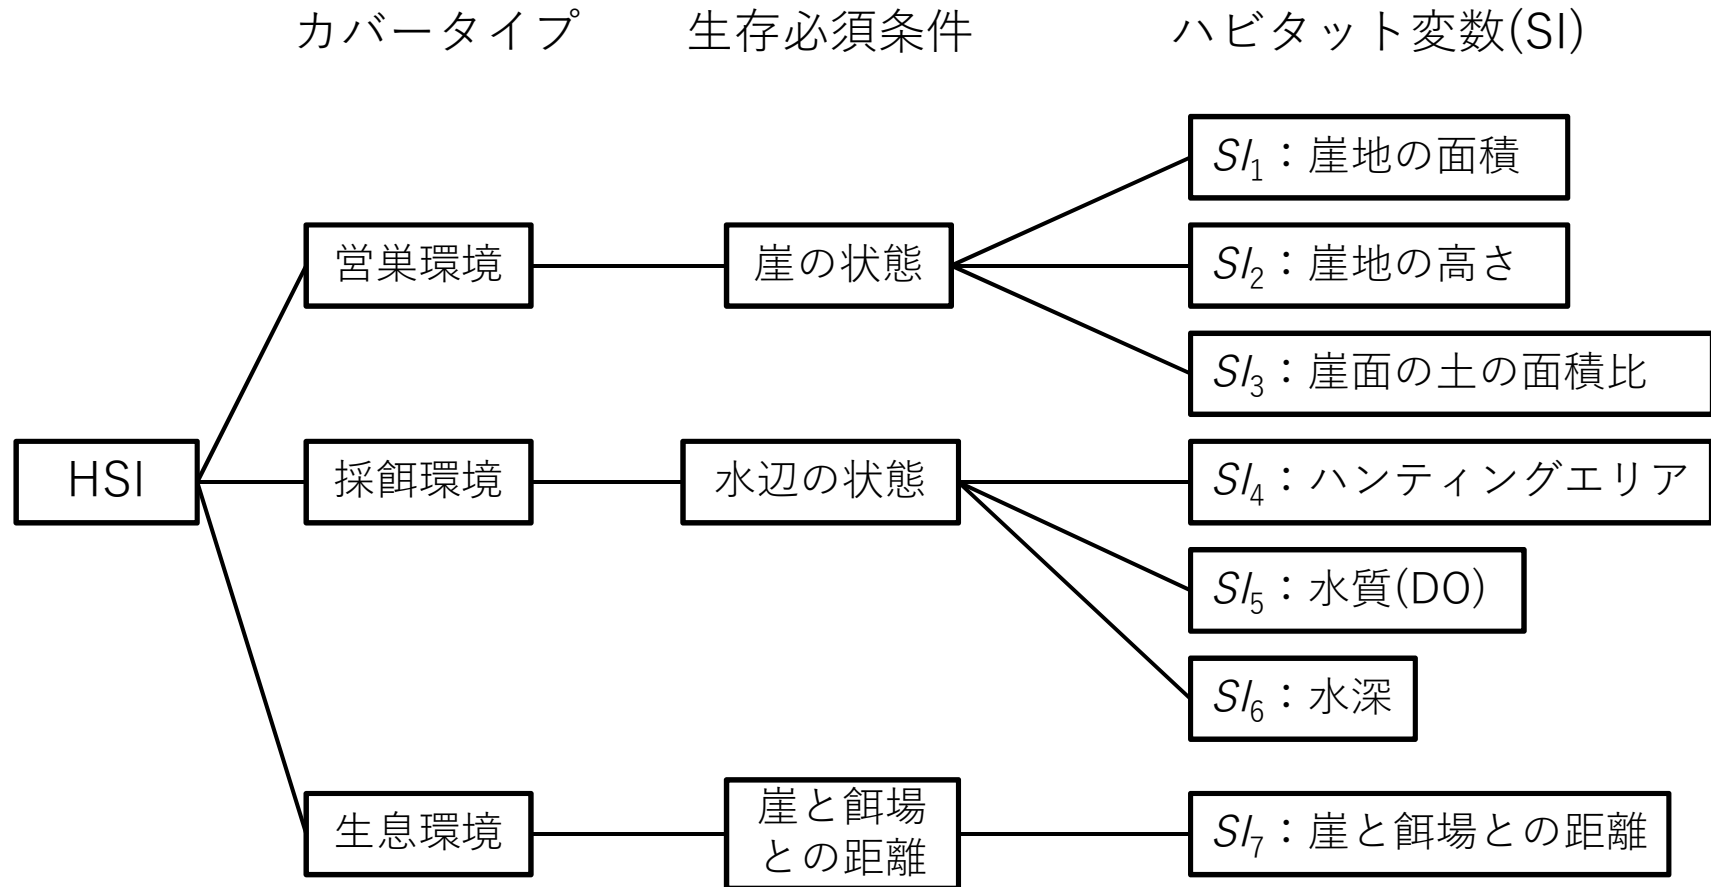 カバータイプ 生存必須条件 ハビタット変数(SI)
SI1：崖地の面積
営巣環境 崖の状態 SI2：崖地の高さ
SI3：崖面の土の面積比
HSI 採餌環境 水辺の状態 SI4：ハンティングエリア
SI5：水質(DO)
SI6：水深
生息環境 崖と餌場
との距離 SI7：崖と餌場との距離